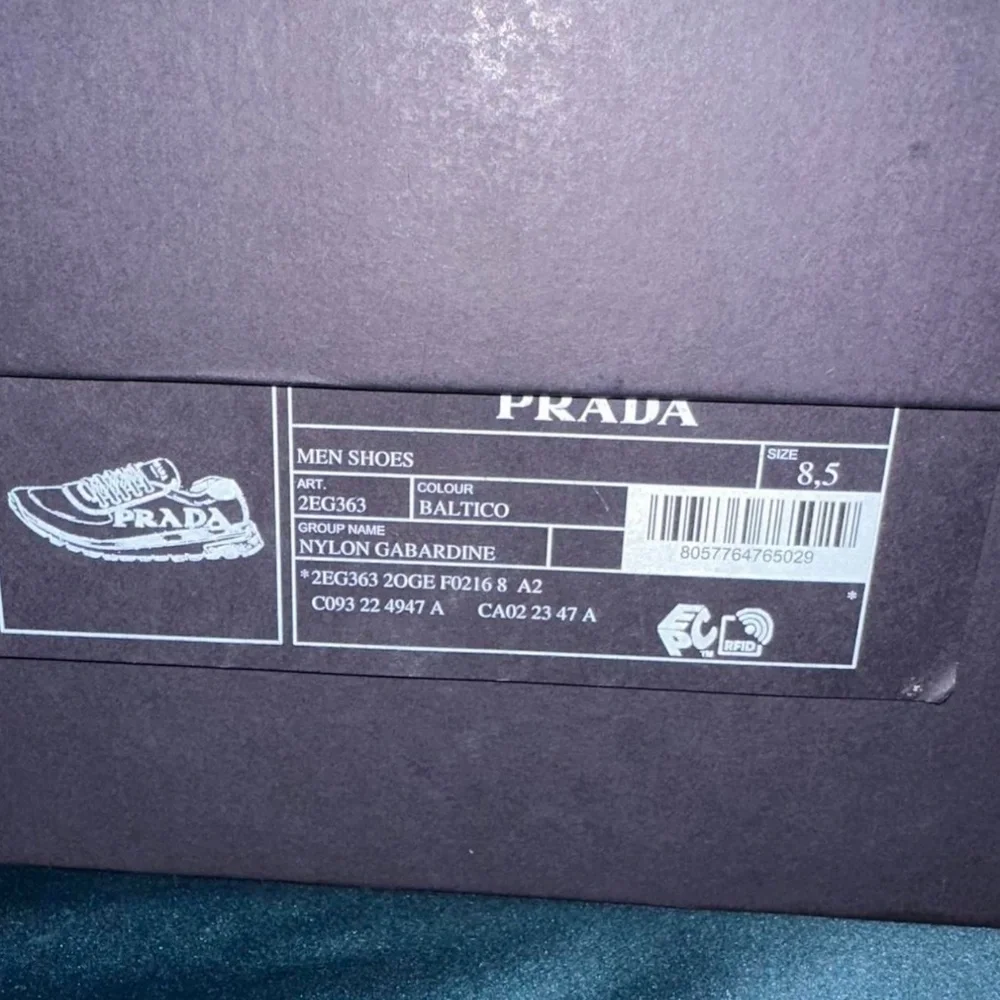 PRADA
MEN SHOES
SIZE
8,5
ART.
2EG363
COLOUR
BALTICO
GROUP NAME
NYLON GABARDINE
8057764765029
*2EG363 2OGE F0216 8 A2
C093 22 4947 A CA02 23 47 A
*
EPC TM
RFID
PRADA